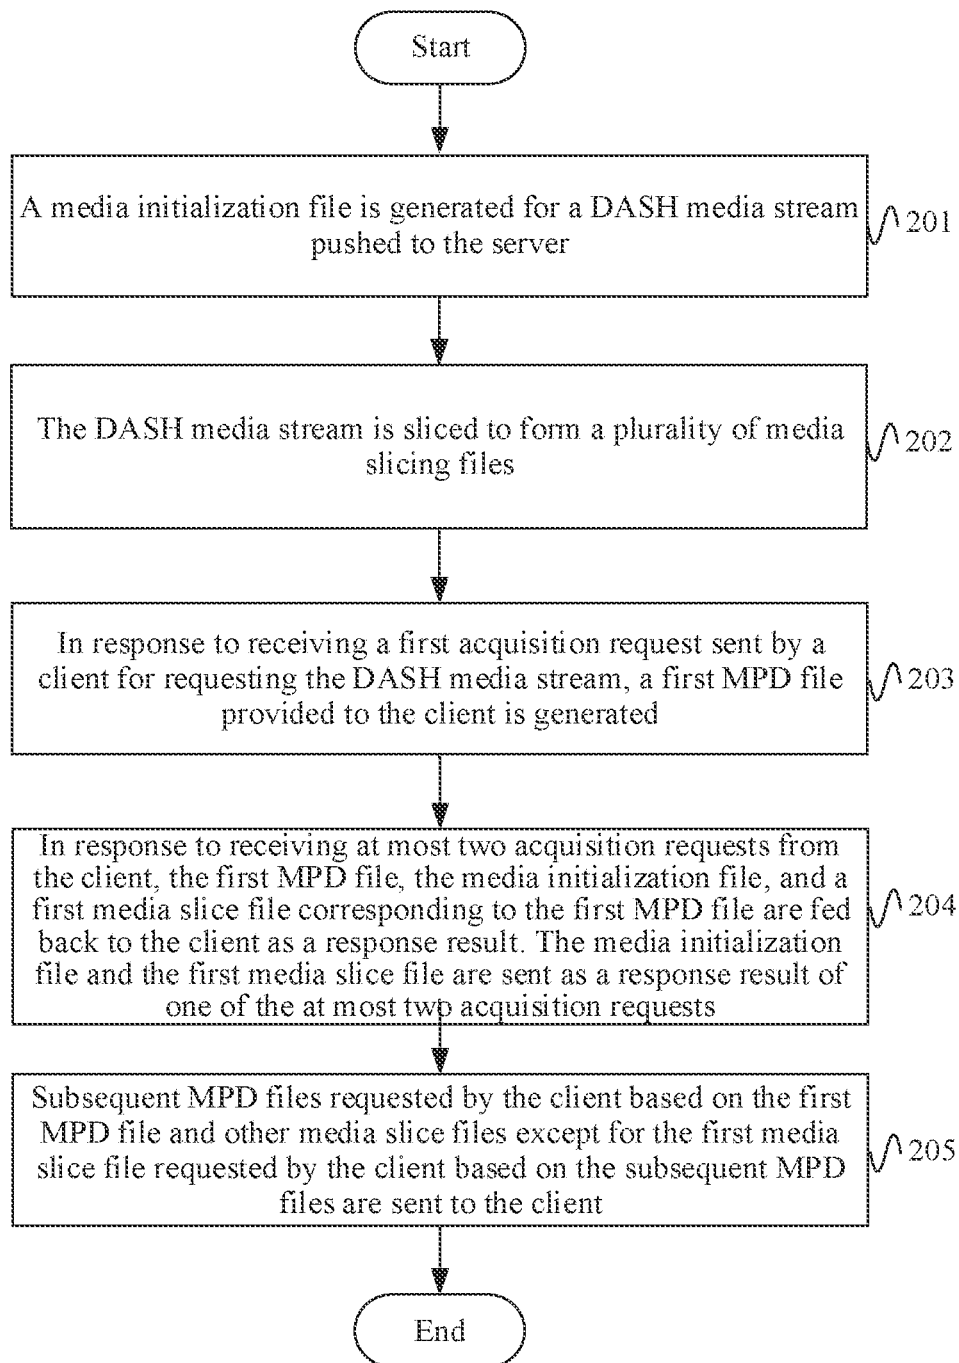 Start
A media initialization file is generated for a DASH media stream
pushed to the server
201
The DASH media stream is sliced to form a plurality of media
slicing files
202
In response to receiving a first acquisition request sent by a
client for requesting the DASH media stream, a first MPD file
provided to the client is generated
203
In response to receiving at most two acquisition requests from
the client, the first MPD file, the media initialization file, and a
first media slice file corresponding to the first MPD file are fed
back to the client as a response result. The media initialization
file and the first media slice file are sent as a response result of
one of the at most two acquisition requests
204
Subsequent MPD files requested by the client based on the first
MPD file and other media slice files except for the first media
slice file requested by the client based on the subsequent MPD
files are sent to the client
205
End